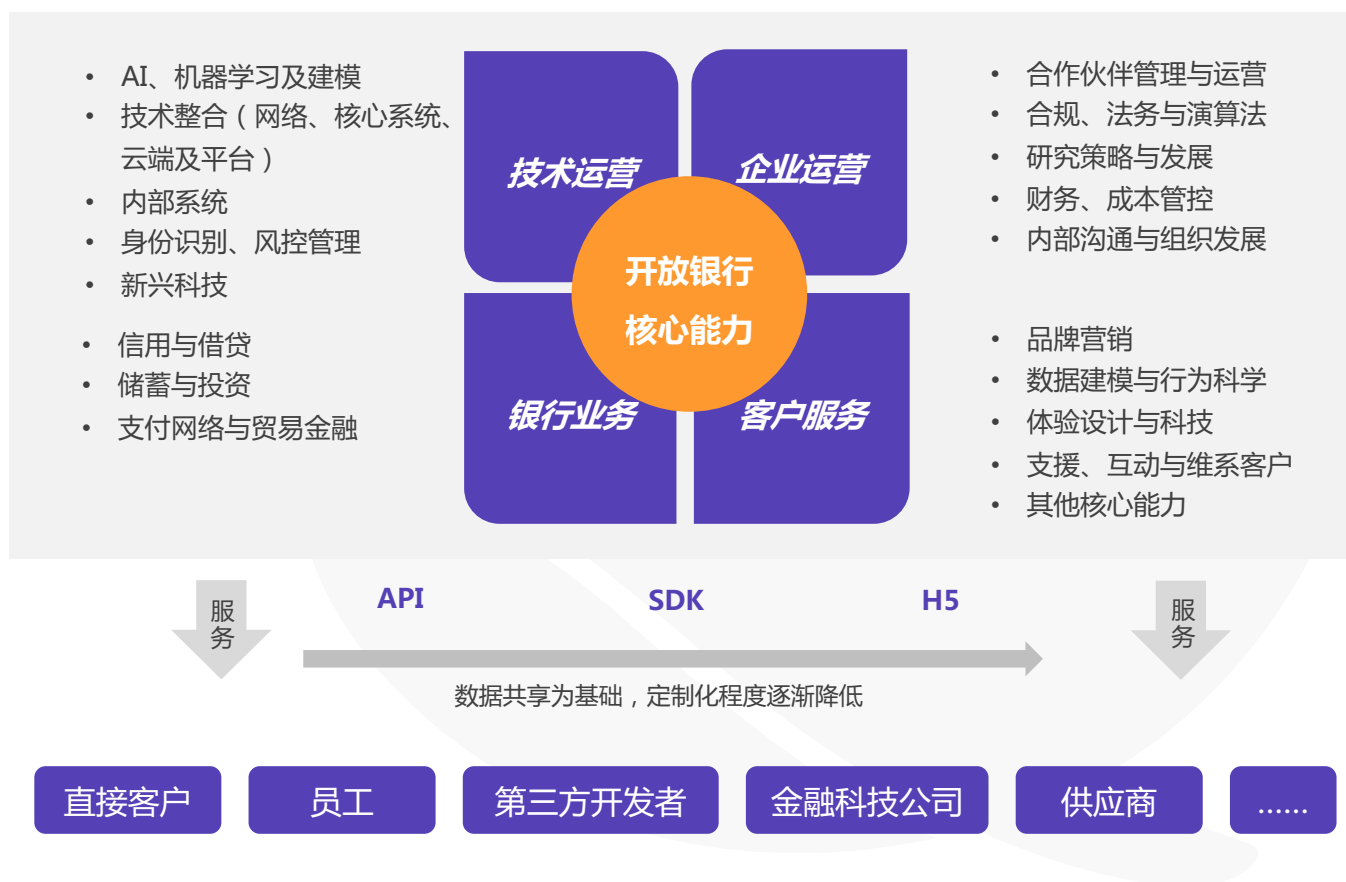 • AI、机器学习及建模
• 技术整合（网络、核心系统、
云端及平台）
• 内部系统
• 身份识别、风控管理
• 新兴科技
• 信用与借贷
• 储蓄与投资
• 支付网络与贸易金融
技术运营
企业运营
开放银行
核心能力
银行业务
客户服务
• 合作伙伴管理与运营
• 合规、法务与演算法
• 研究策略与发展
• 财务、成本管控
• 内部沟通与组织发展
• 品牌营销
• 数据建模与行为科学
• 体验设计与科技
• 支援、互动与维系客户
• 其他核心能力
服务
API
SDK
H5
服务
数据共享为基础，定制化程度逐渐降低
直接客户
员工
第三方开发者
金融科技公司
供应商
……